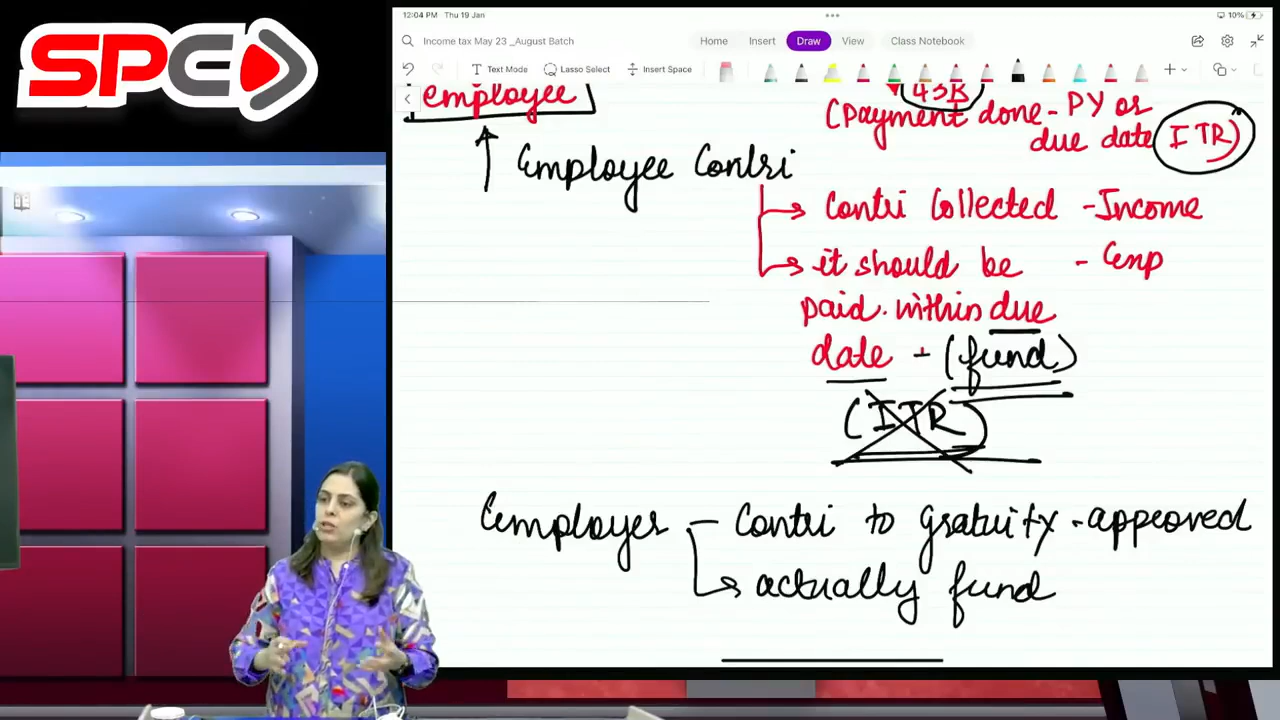 SPC
12:04 PM Thu 19 Jan
10%
Income tax May 23 _August Batch
Home Insert Draw View Class Notebook
Text Mode Lasso Select Insert Space
employee
43B
(Payment done - PY or
due date ITR)
Employee Contri
Contri Collected - Income
it should be - Exp
paid within due
date - (fund)
(ITR)
Employer - Contri to gratuity - approved
actually fund